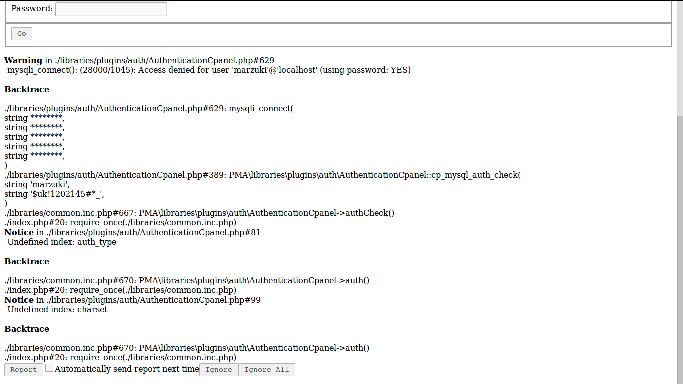 Password:
Go
Warning in ./libraries/plugins/auth/AuthenticationCpanel.php#629
mysqli_connect(): (28000/1045): Access denied for user 'marzuki'@'localhost' (using password: YES)
Backtrace
./libraries/plugins/auth/AuthenticationCpanel.php#629: mysqli_connect(
string ********,
string ********,
string ********,
string ********,
string ********,
)
./libraries/plugins/auth/AuthenticationCpanel.php#389: PMA\libraries\plugins\auth\AuthenticationCpanel::cp_mysql_auth_check(
string 'marzuki',
string '$uk!1202145#*_',
)
./libraries/common.inc.php#667: PMA\libraries\plugins\auth\AuthenticationCpanel->authCheck()
./index.php#20: require_once(./libraries/common.inc.php)
Notice in ./libraries/plugins/auth/AuthenticationCpanel.php#81
Undefined index: auth_type
Backtrace
./libraries/common.inc.php#670: PMA\libraries\plugins\auth\AuthenticationCpanel->auth()
./index.php#20: require_once(./libraries/common.inc.php)
Notice in ./libraries/plugins/auth/AuthenticationCpanel.php#99
Undefined index: charset
Backtrace
./libraries/common.inc.php#670: PMA\libraries\plugins\auth\AuthenticationCpanel->auth()
./index.php#20: require_once(./libraries/common.inc.php)
Report Automatically send report next time Ignore Ignore All